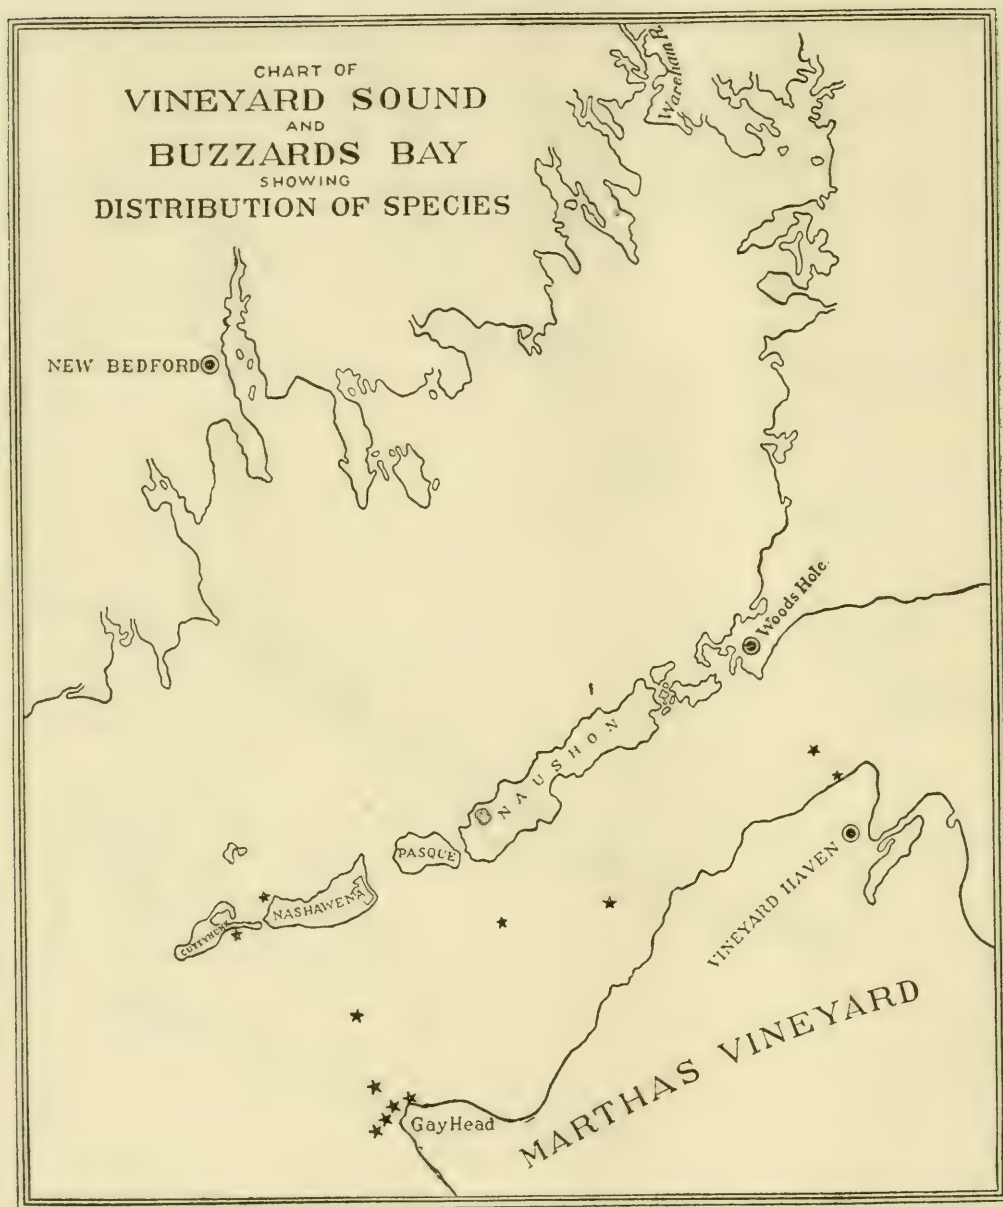 CHART OF
VINEYARD SOUND
AND
BUZZARDS BAY
SHOWING
DISTRIBUTION OF SPECIES
Wareham R.
NEW BEDFORD
Woods Hole.
NAUSHON
PASQUE
NASHAWENA
CUTTYHUNK
VINEYARD HAVEN
MARTHAS VINEYARD
Gay Head